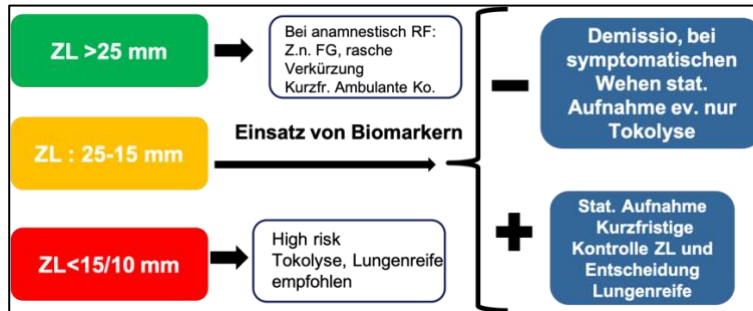 ZL >25 mm
Bei anamnestisch RF:
Z.n. FG, rasche
Verkürzung
Kurzfr. Ambulante Ko.
Demissio, bei
symptomatischen
Wehen stat.
Aufnahme ev. nur
Tokolyse
ZL : 25-15 mm
Einsatz von Biomarkern
ZL<15/10 mm
High risk
Tokolyse, Lungenreife
empfohlen
Stat. Aufnahme
Kurzfristige
Kontrolle ZL und
Entscheidung
Lungenreife